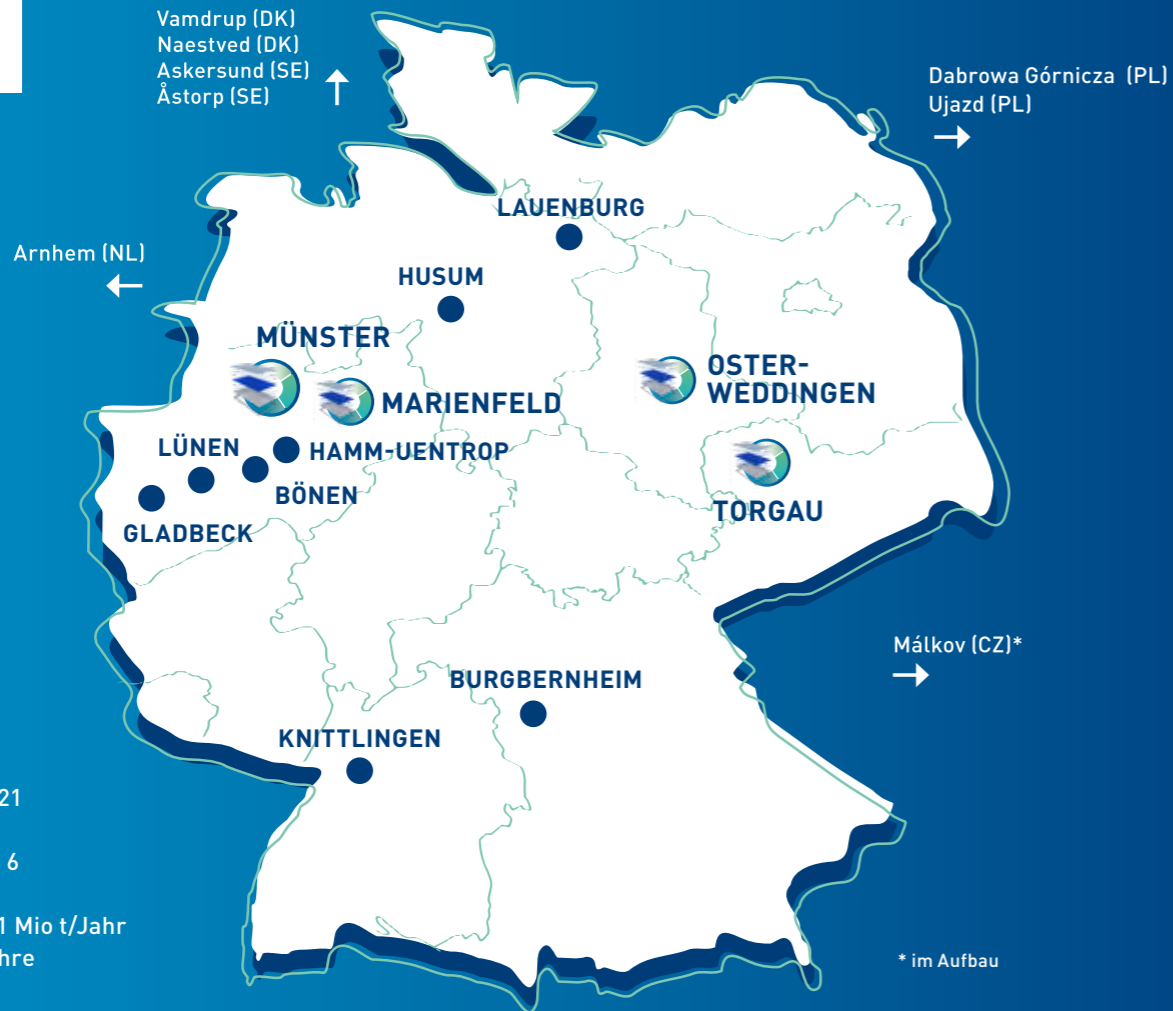 Vamdrup (DK)
Naestved (DK)
Askersund (SE)
Åstorp (SE)
Dabrowa Górnicza (PL)
Ujazd (PL)
Arnhem (NL)
LAUENBURG
HUSUM
MÜNSTER
OSTER-
WEDDINGEN
MARIENFELD
LÜNEN
HAMM-UENTROP
BÖNEN
TORGAU
GLADBECK
Málkov (CZ)*
BURGBERNHEIM
KNITTLINGEN
21
6
1 Mio t/Jahr
hre
* im Aufbau